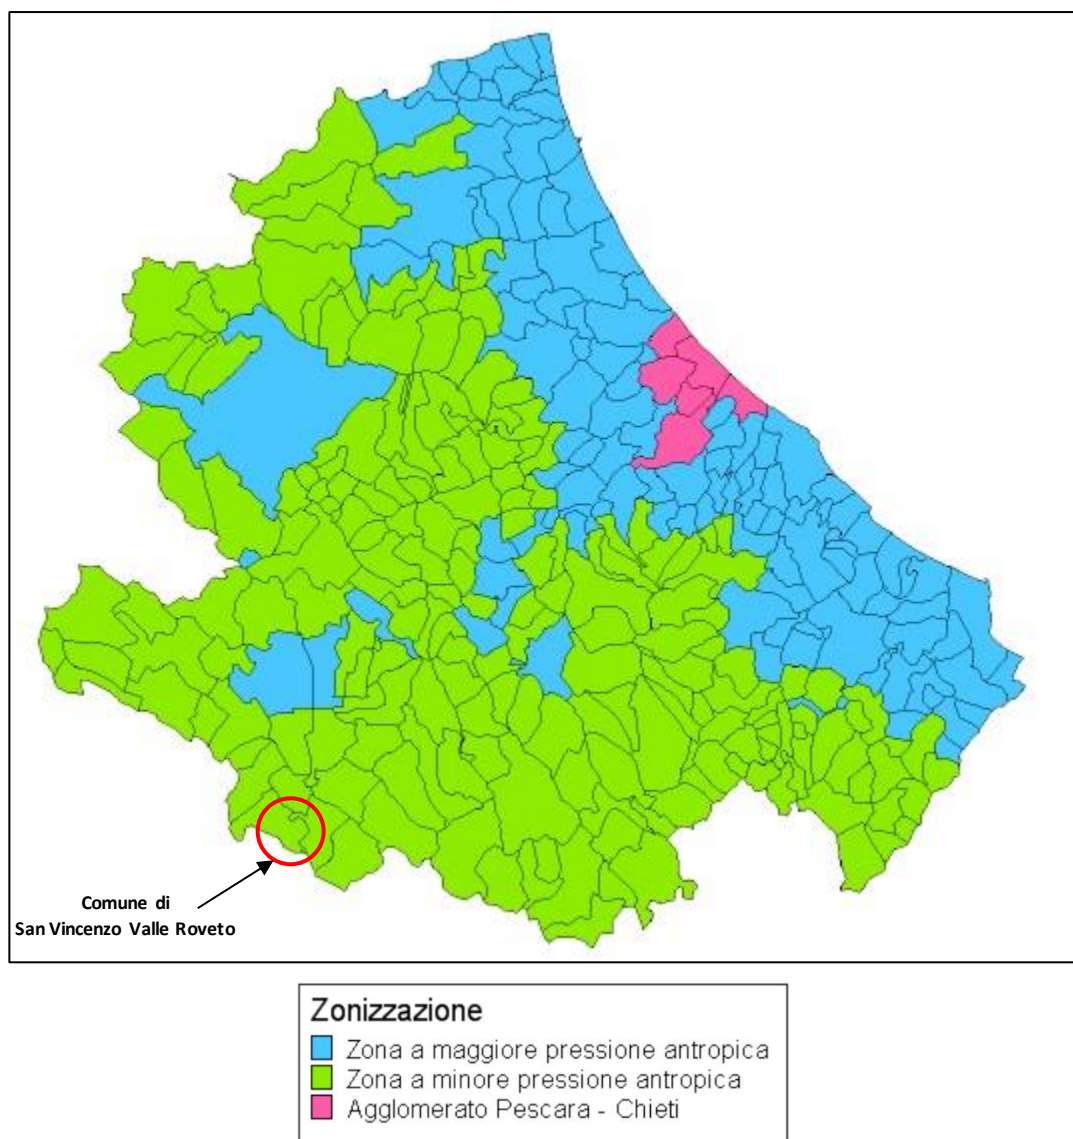 Comune di
San Vincenzo Valle Roveto
Zonizzazione
Zona a maggiore pressione antropica
Zona a minore pressione antropica
Agglomerato Pescara - Chieti